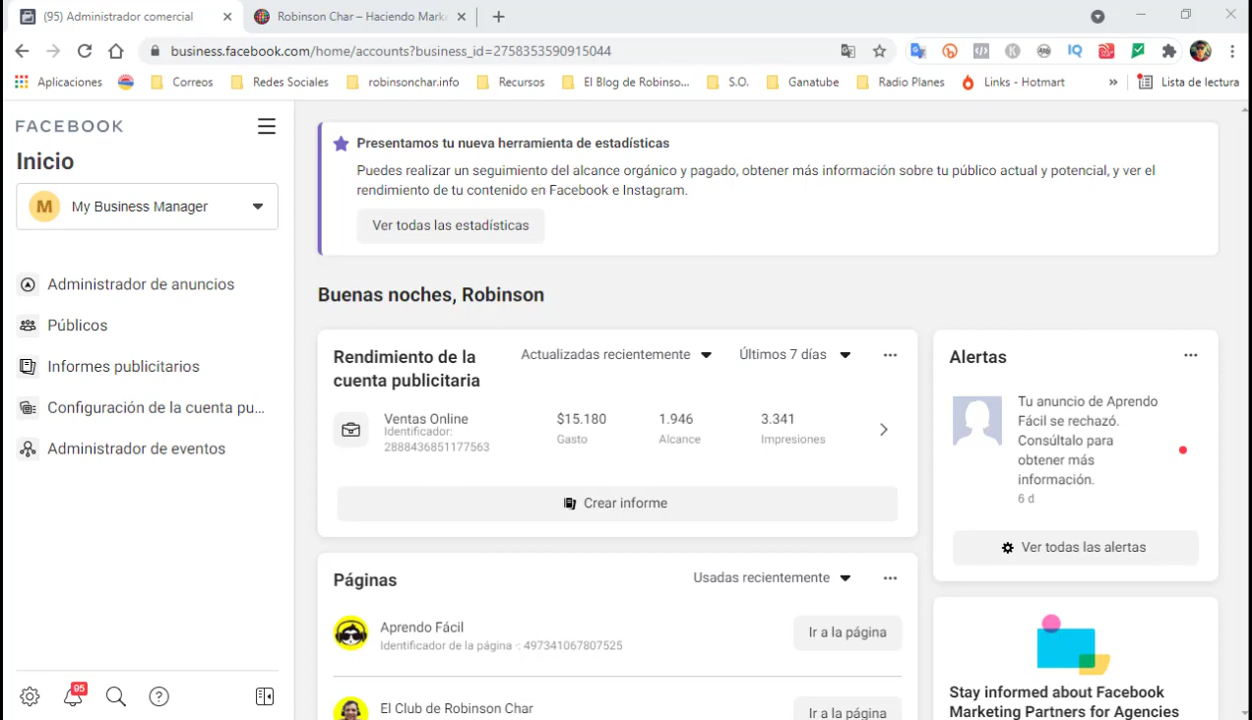 (95) Administrador comercial
Robinson Char – Haciendo Mark
business.facebook.com/home/accounts?business_id=2758353590915044
Aplicaciones
Correos
Redes Sociales
robinsonchar.info
Recursos
El Blog de Robinso...
S.O.
Ganatube
Radio Planes
Links - Hotmart
»
Lista de lectura
FACEBOOK
Inicio
M
My Business Manager
Administrador de anuncios
Públicos
Informes publicitarios
Configuración de la cuenta pu...
Administrador de eventos
95
Presentamos tu nueva herramienta de estadísticas
Puedes realizar un seguimiento del alcance orgánico y pagado, obtener más información sobre tu público actual y potencial, y ver el
rendimiento de tu contenido en Facebook e Instagram.
Ver todas las estadísticas
Buenas noches, Robinson
Rendimiento de la
cuenta publicitaria
Actualizadas recientemente
Últimos 7 días
Ventas Online
Identificador:
2888436851177563
$15.180
Gasto
1.946
Alcance
3.341
Impresiones
Crear informe
Páginas
Usadas recientemente
Aprendo Fácil
Identificador de la página : 497341067807525
Ir a la página
El Club de Robinson Char
Ir a la página
Alertas
Tu anuncio de Aprendo
Fácil se rechazó.
Consúltalo para
obtener más
información.
6 d
Ver todas las alertas
Stay informed about Facebook
Marketing Partners for Agencies